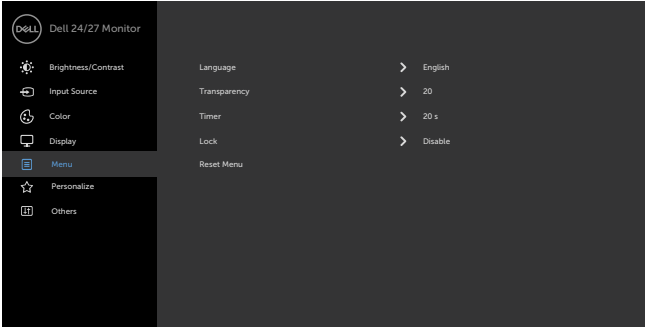 DELL Dell 24/27 Monitor
Brightness/Contrast Language English
Input Source Transparency 20
Color Timer 20 s
Display Lock Disable
Menu Reset Menu
Personalize
Others